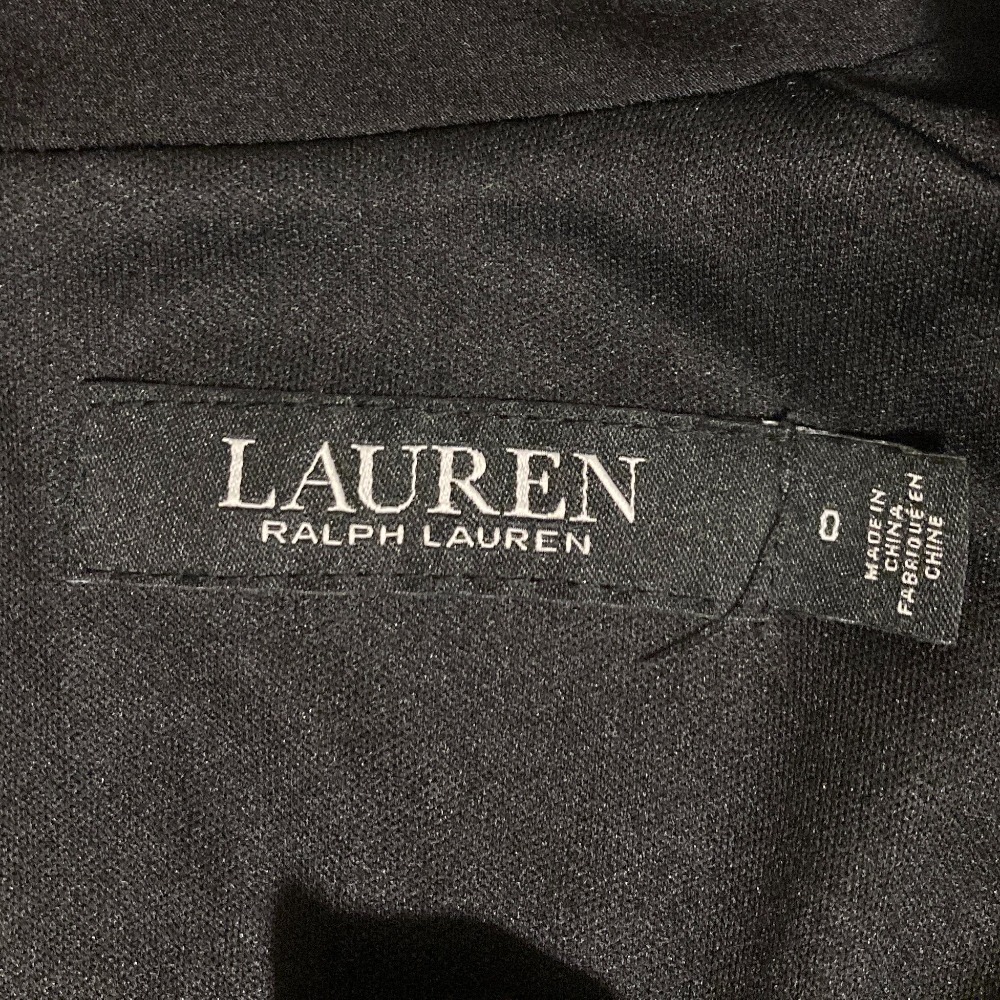 LAUREN
RALPH LAUREN
0
MADE IN
CHINA
FABRIQUÉ EN
CHINE